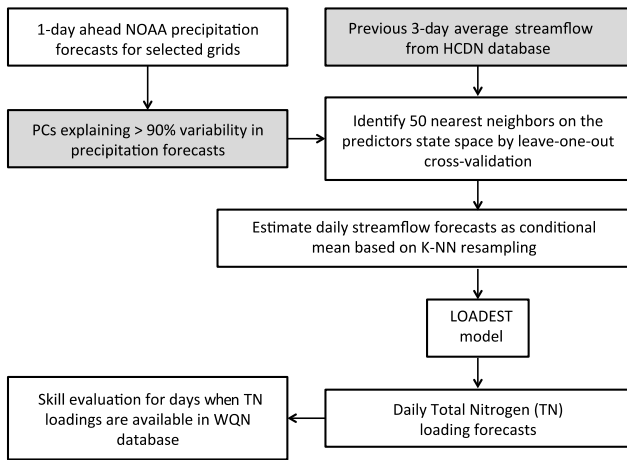 1-day ahead NOAA precipitation
forecasts for selected grids
Previous 3-day average streamflow
from HCDN database
PCs explaining > 90% variability in
precipitation forecasts
Identify 50 nearest neighbors on the
predictors state space by leave-one-out
cross-validation
Estimate daily streamflow forecasts as conditional
mean based on K-NN resampling
LOADEST
model
Skill evaluation for days when TN
loadings are available in WQN
database
Daily Total Nitrogen (TN)
loading forecasts